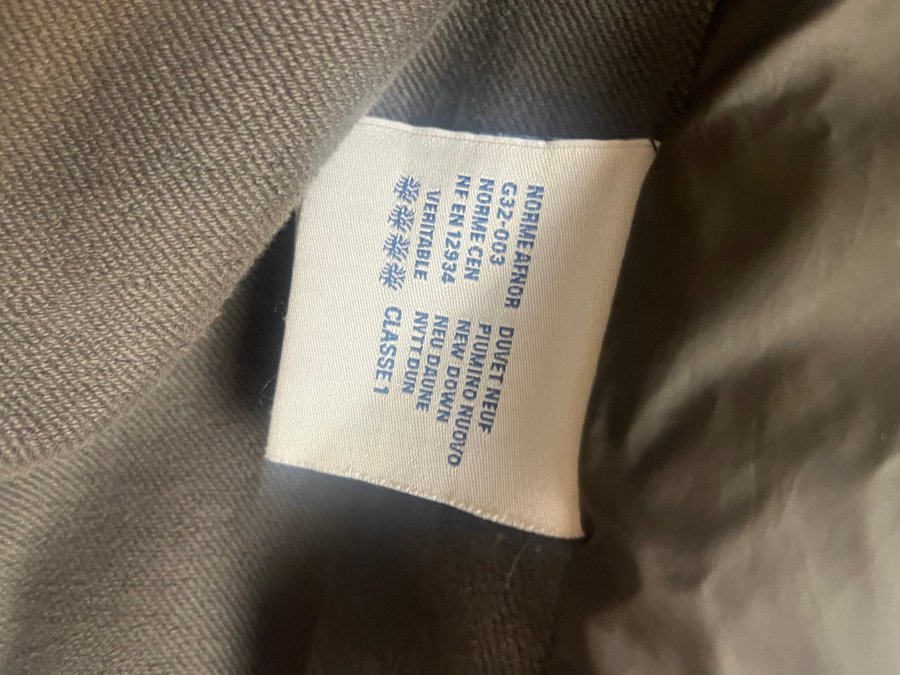 NORME AFNOR DUVET NEUF
G32-003 PIUMINO NUOVO
NORME CEN NEW DOWN
NF EN 12934 NEU DAUNE
VERITABLE NYTT DUN
CLASSE 1